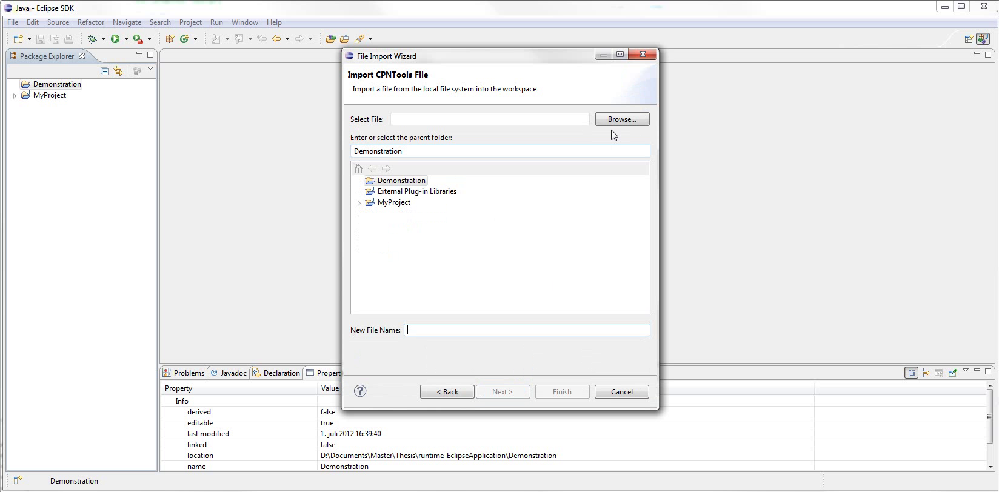 Java - Eclipse SDK
File Edit Source Refactor Navigate Search Project Run Window Help
Package Explorer
Demonstration
MyProject
File Import Wizard
Import CPNTools File
Import a file from the local file system into the workspace
Select File: Browse...
Enter or select the parent folder:
Demonstration
Demonstration
External Plug-in Libraries
MyProject
New File Name:
< Back Next > Finish Cancel
Problems @ Javadoc Declaration Propert
Property Value
Info
derived false
editable true
last modified 1. juli 2012 16:39:40
linked false
location D:\Documents\Master\Thesis\runtime-EclipseApplication\Demonstration
name Demonstration
Demonstration